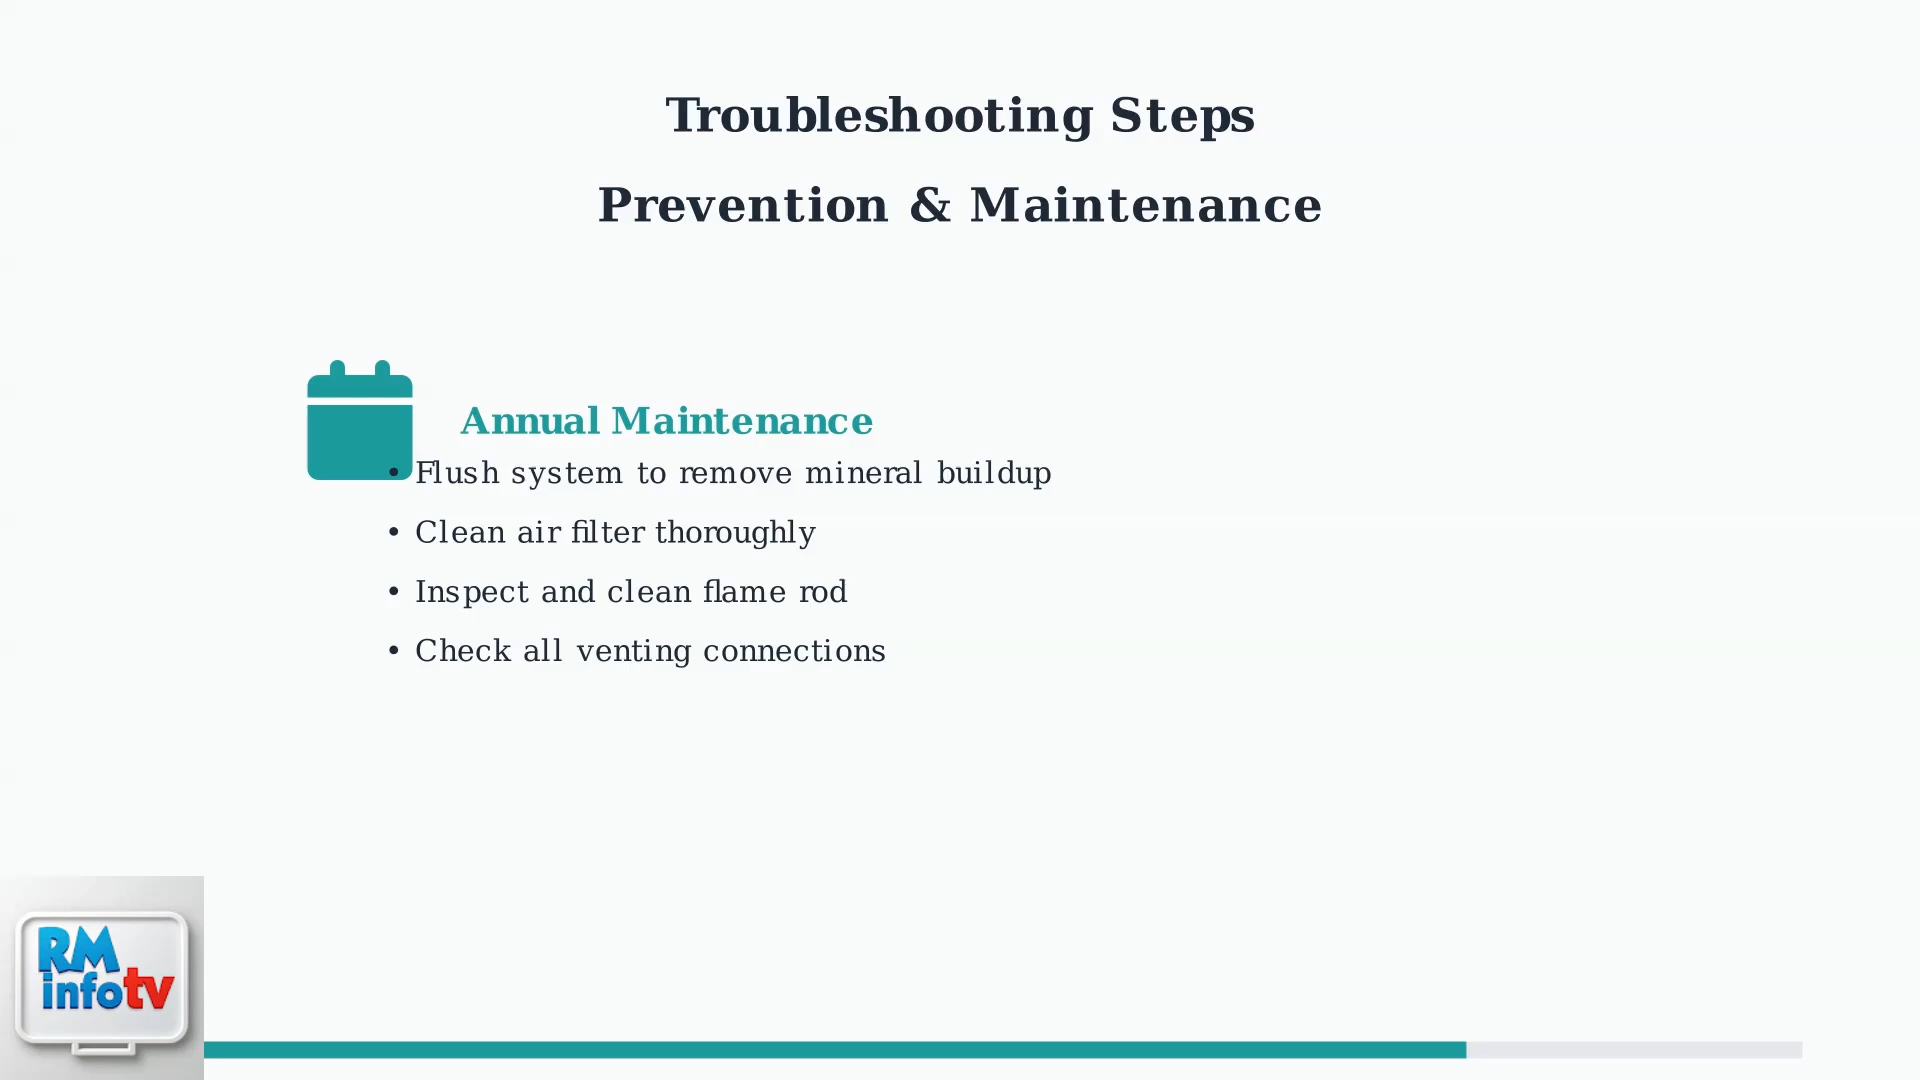 Troubleshooting Steps
Prevention & Maintenance
Annual Maintenance
• Flush system to remove mineral buildup
• Clean air filter thoroughly
• Inspect and clean flame rod
• Check all venting connections
RM
infotv